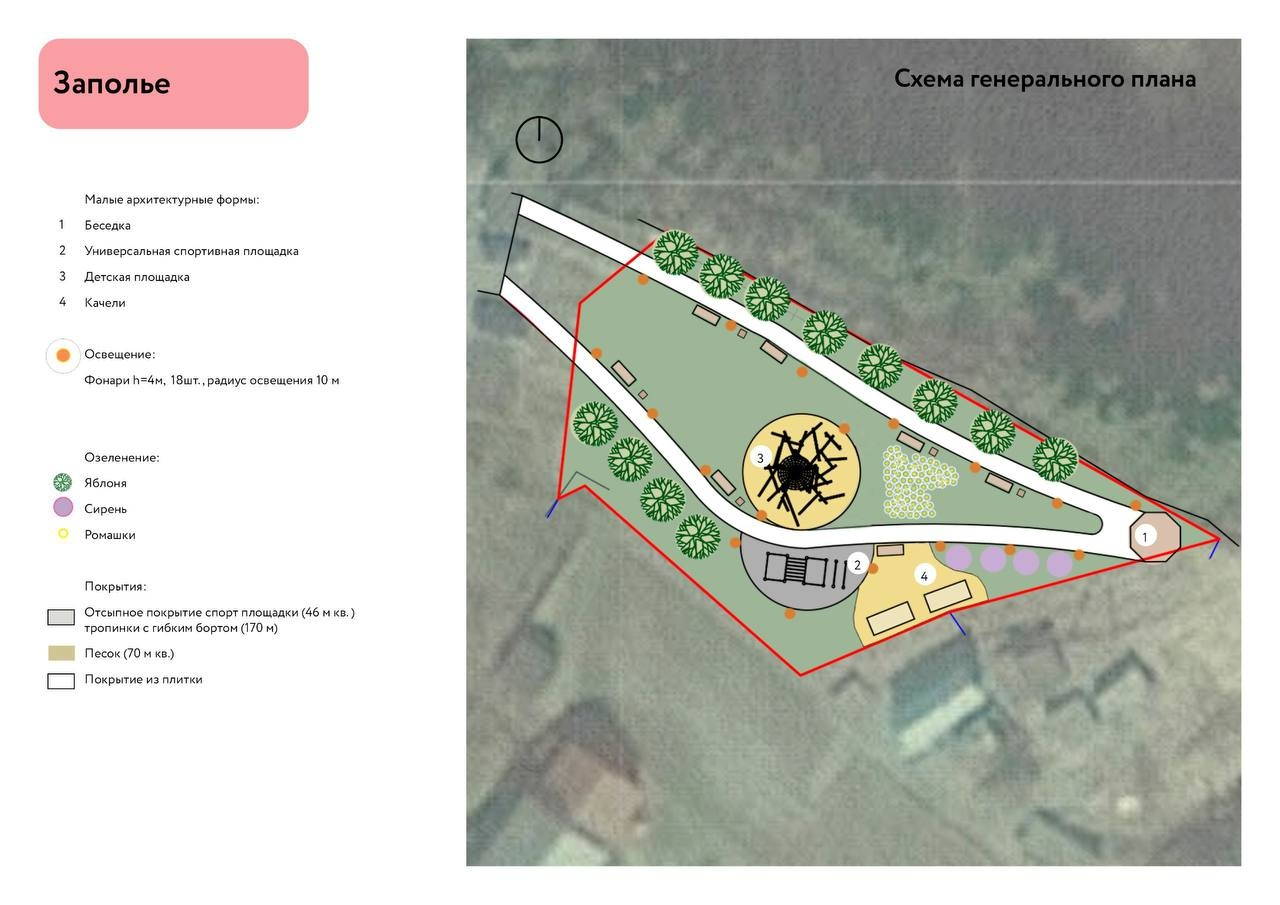 Заполье
Схема генерального плана
Малые архитектурные формы:
1 Беседка
2 Универсальная спортивная площадка
3 Детская площадка
4 Качели
Освещение:
Фонари h=4м, 18шт., радиус освещения 10 м
Озеленение:
Яблоня
Сирень
Ромашки
Покрытия:
Отсыпное покрытие спорт площадки (46 м кв. )
тропинки с гибким бортом (170 м)
Песок (70 м кв.)
Покрытие из плитки
3
1
2
4